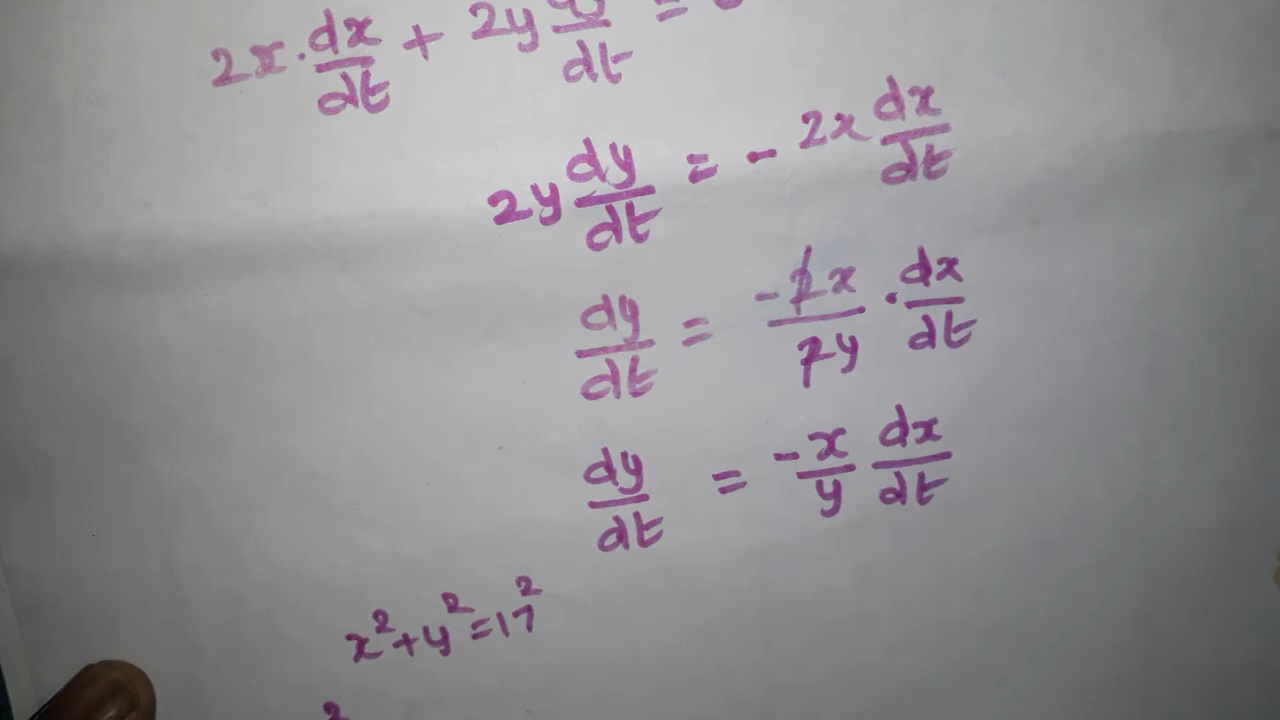 2x·dx/dt + 2y dy/dt =
2y dy/dt = - 2x dx/dt
dy/dt = -2x/2y · dx/dt
dy/dt = -x/y dx/dt
x² + y² = 17²
2